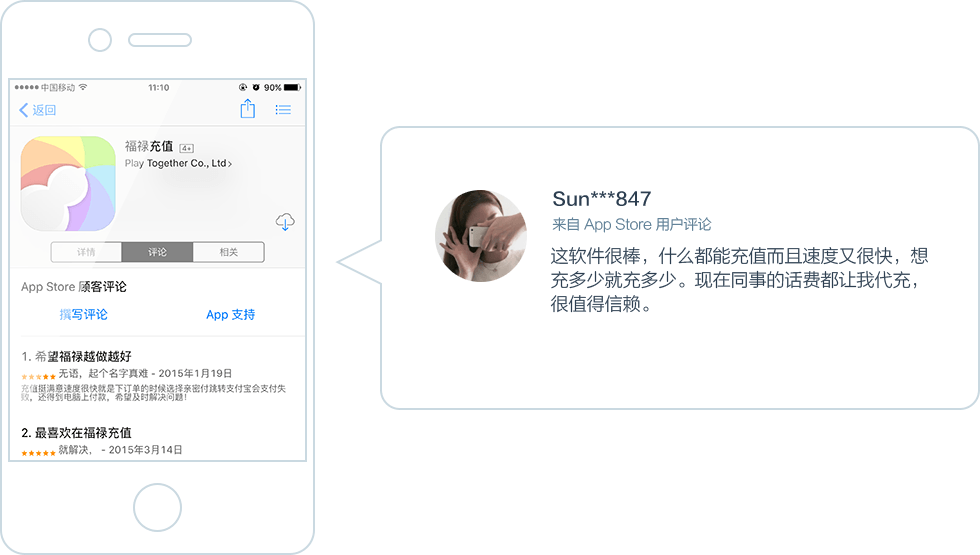 中国移动
11:10
90%
返回
福禄充值 4+
Play Together Co., Ltd
详情
评论
相关
App Store 顾客评论
撰写评论
App 支持
1. 希望福禄越做越好
★★★★★ 无语，起个名字真难 - 2015年1月19日
充值挺满意速度很快就是下订单的时候选择亲密付跳转支付宝会支付失
败，还得到电脑上付款，希望及时解决问题！
2. 最喜欢在福禄充值
★★★★★ 就解决， - 2015年3月14日
Sun***847
来自 App Store 用户评论
这软件很棒，什么都能充值而且速度又很快，想
充多少就充多少。现在同事的话费都让我代充，
很值得信赖。